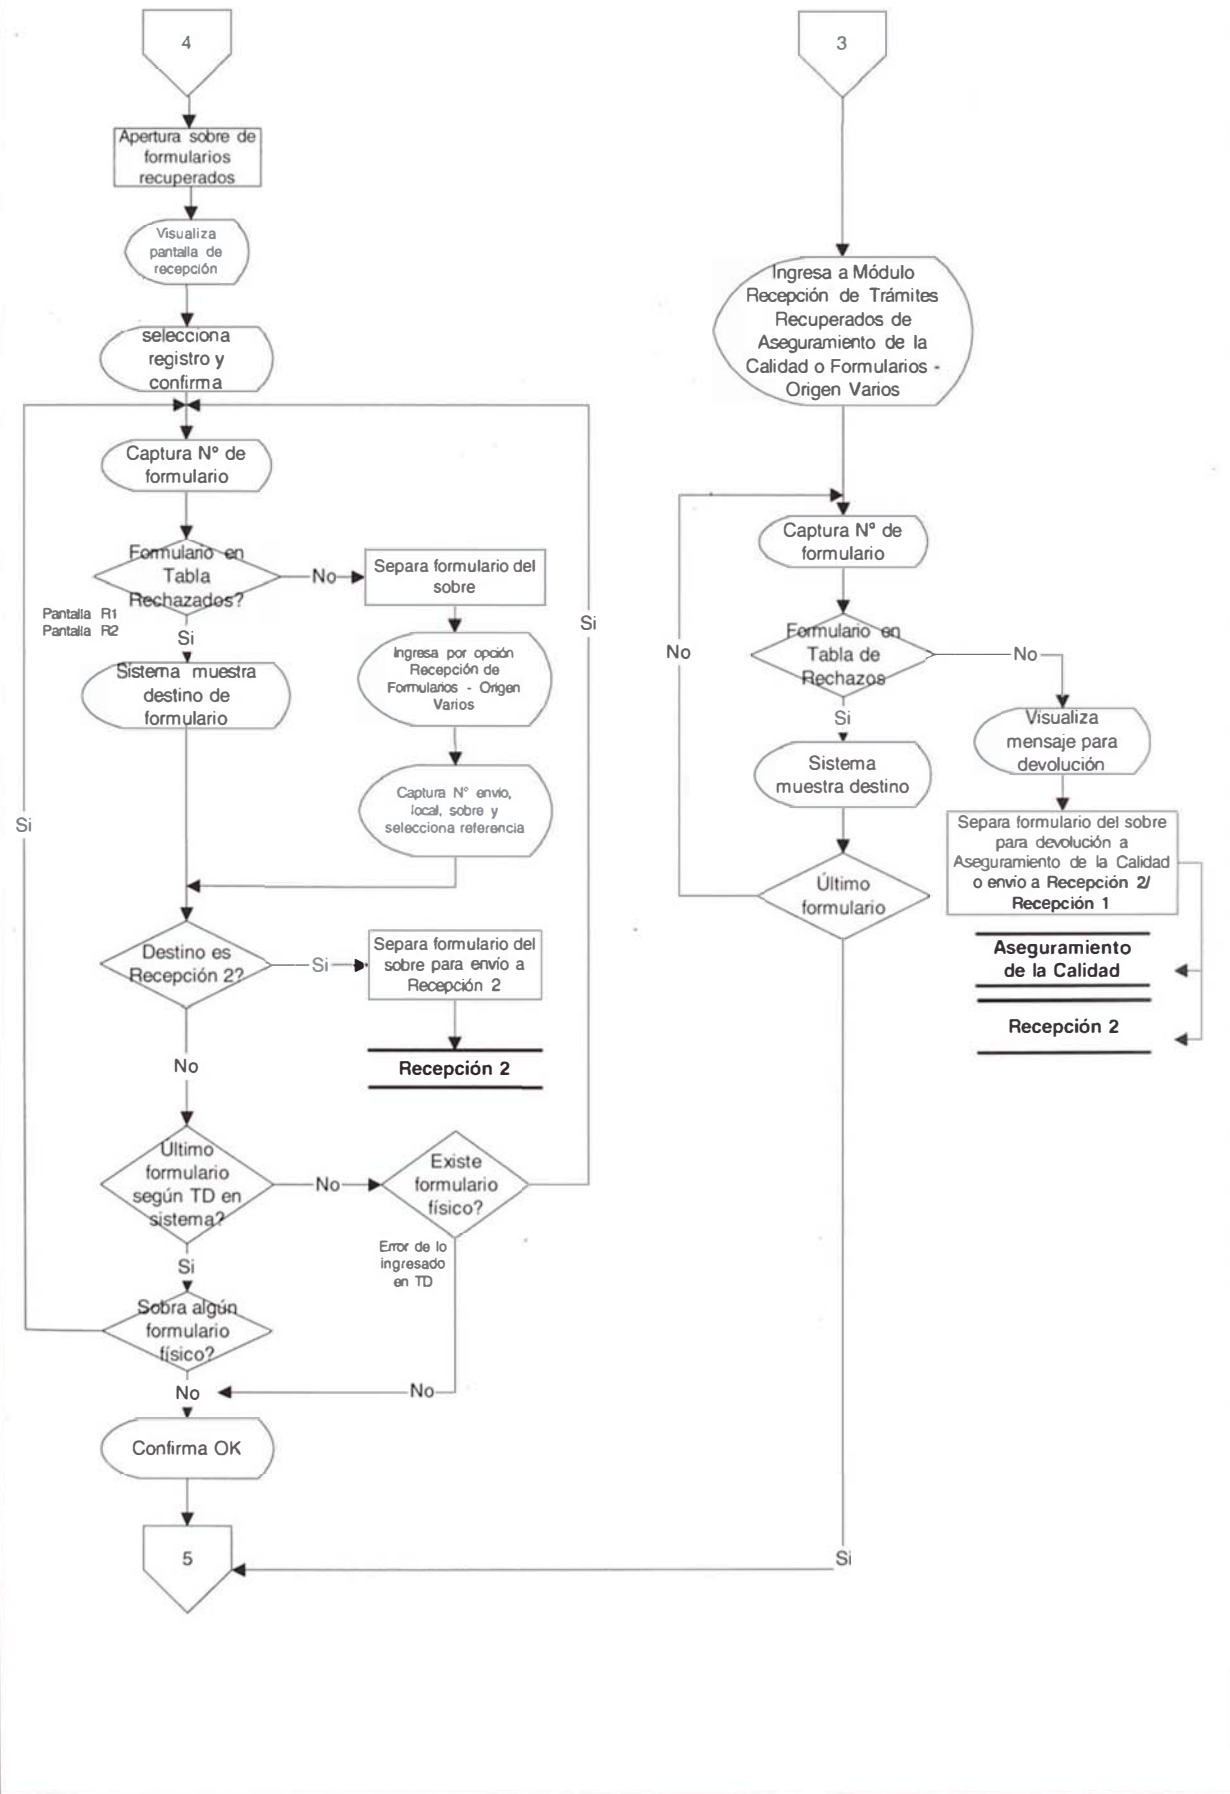 4
Apertura sobre de
formularios
recuperados
Visualiza
pantalla de
recepción
selecciona
registro y
confirma
Captura N° de
formulario
Formulario en
Tabla
Rechazados?
No
Separa formulario del
sobre
Pantalla R1
Pantalla R2
Si
Ingresa por opción
Recepción de
Formularios - Origen
Varios
Sistema muestra
destino de
formulario
Captura N° envio,
local, sobre y
selecciona referencia
Si
Si
Destino es
Recepción 2?
Si
Separa formulario del
sobre para envío a
Recepción 2
Recepción 2
No
Último
formulario
según TD en
sistema?
No
Existe
formulario
físico?
Error de lo
ingresado
en TD
Si
Sobra algún
formulario
físico?
No
No
Confirma OK
5
3
Ingresa a Módulo
Recepción de Trámites
Recuperados de
Aseguramiento de la
Calidad o Formularios -
Origen Varios
Captura N° de
formulario
Formulario en
Tabla de
Rechazos
No
No
Si
Visualiza
mensaje para
devolución
Sistema
muestra destino
Separa formulario del sobre
para devolución a
Aseguramiento de la Calidad
o envío a Recepción 2/
Recepción 1
Último
formulario
Aseguramiento
de la Calidad
Recepción 2
Si